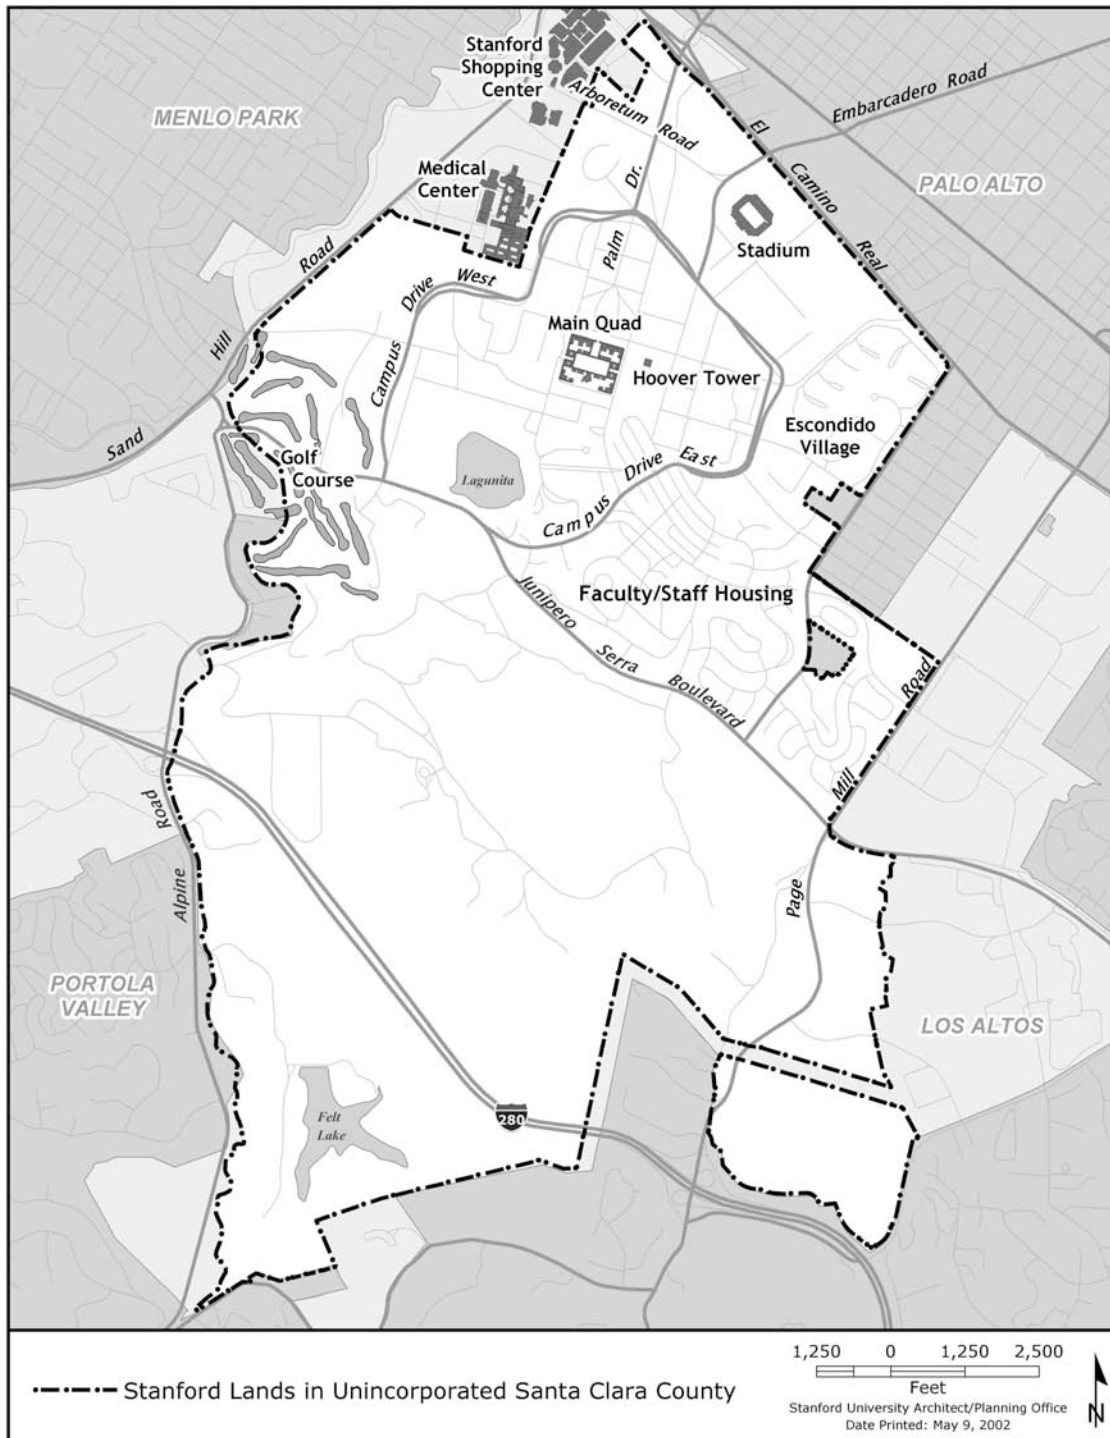 Stanford
Shopping
Center
Arboretum Road
El Camino Real
Embarcadero Road
MENLO PARK
PALO ALTO
Medical
Center
Palm Dr.
Stadium
Sand Hill Road
Campus Drive West
Main Quad
Hoover Tower
Escondido
Village
Golf
Course
Lagunita
Campus Drive East
Faculty/Staff Housing
Junipero Serra Boulevard
Page Mill Road
Alpine Road
PORTOLA
VALLEY
LOS ALTOS
Felt
Lake
280
Stanford Lands in Unincorporated Santa Clara County
1,250 0 1,250 2,500
Feet
Stanford University Architect/Planning Office
Date Printed: May 9, 2002
N